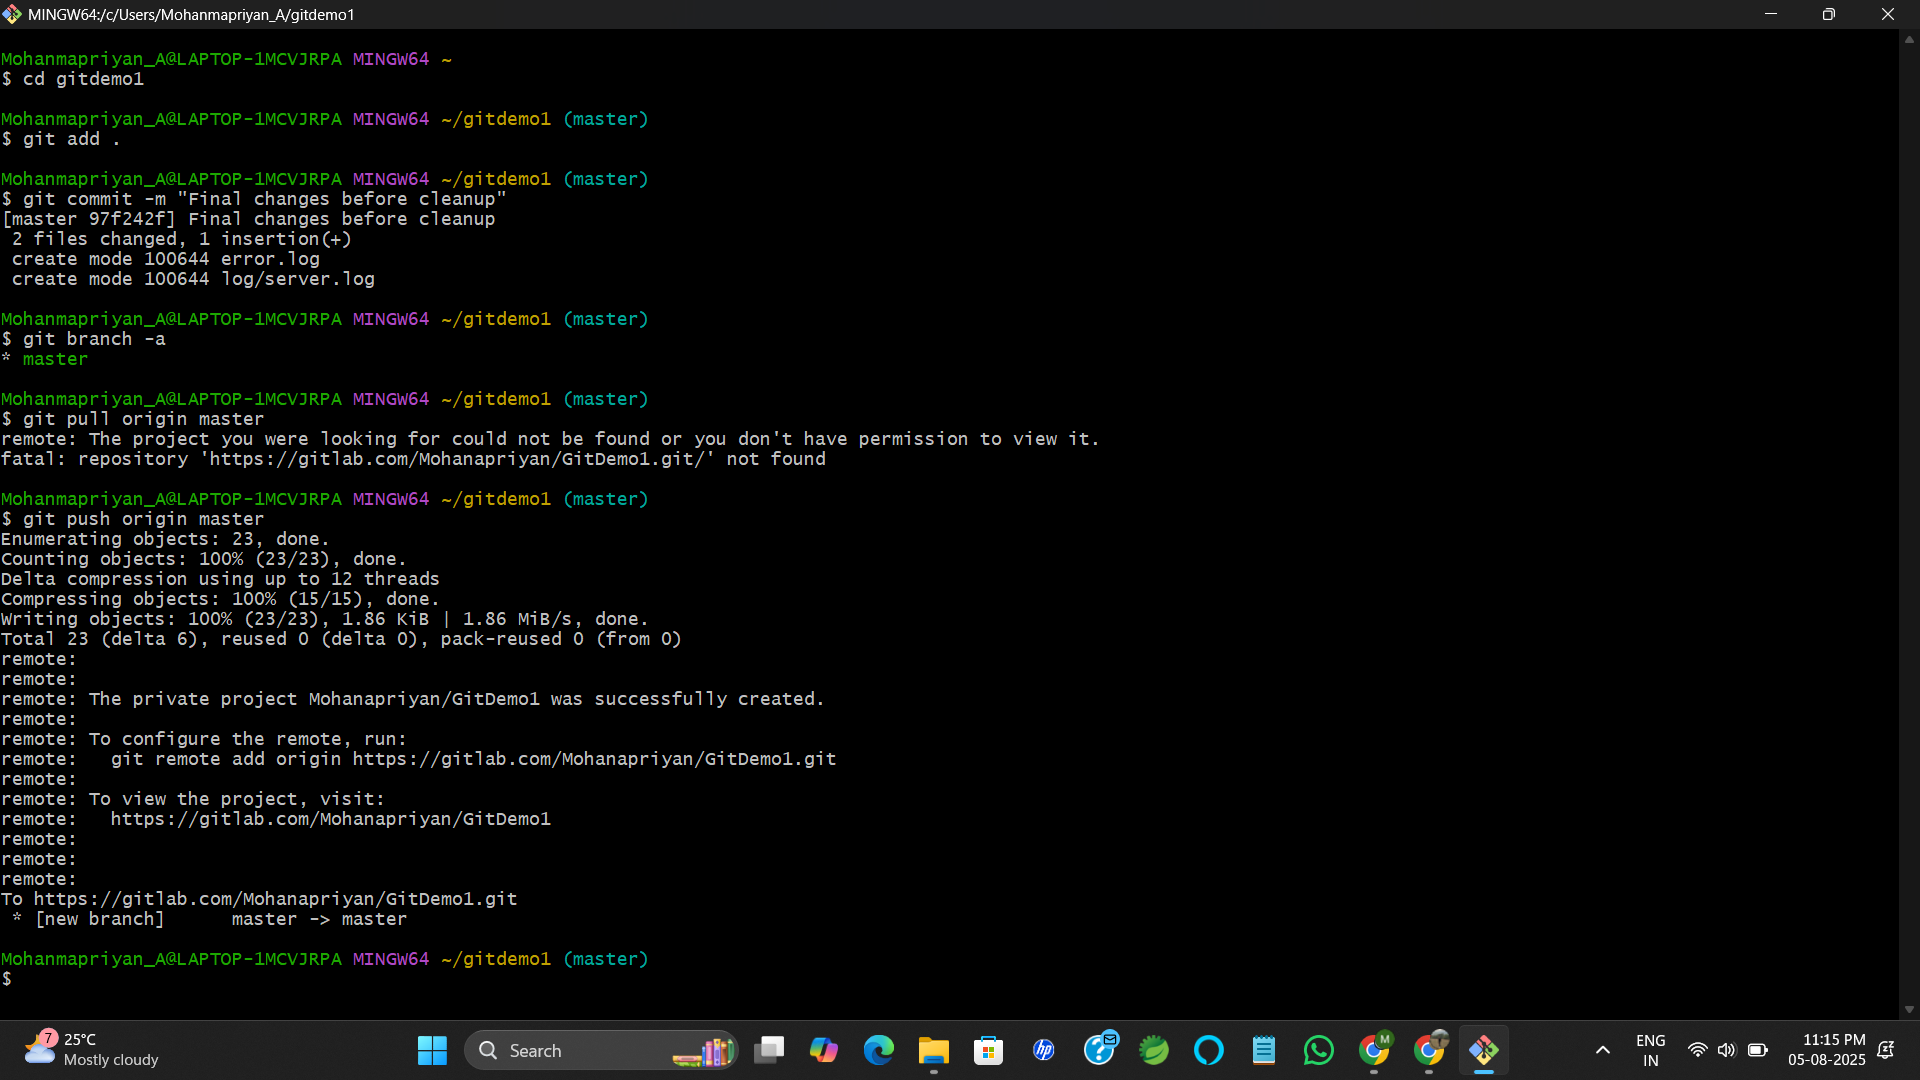 MINGW64:/c/Users/Mohanmapriyan_A/gitdemo1
Mohanmapriyan_A@LAPTOP-1MCVJRPA MINGW64 ~
$ cd gitdemo1
Mohanmapriyan_A@LAPTOP-1MCVJRPA MINGW64 ~/gitdemo1 (master)
$ git add .
Mohanmapriyan_A@LAPTOP-1MCVJRPA MINGW64 ~/gitdemo1 (master)
$ git commit -m "Final changes before cleanup"
[master 97f242f] Final changes before cleanup
 2 files changed, 1 insertion(+)
 create mode 100644 error.log
 create mode 100644 log/server.log
Mohanmapriyan_A@LAPTOP-1MCVJRPA MINGW64 ~/gitdemo1 (master)
$ git branch -a
* master
Mohanmapriyan_A@LAPTOP-1MCVJRPA MINGW64 ~/gitdemo1 (master)
$ git pull origin master
remote: The project you were looking for could not be found or you don't have permission to view it.
fatal: repository 'https://gitlab.com/Mohanapriyan/GitDemo1.git/' not found
Mohanmapriyan_A@LAPTOP-1MCVJRPA MINGW64 ~/gitdemo1 (master)
$ git push origin master
Enumerating objects: 23, done.
Counting objects: 100% (23/23), done.
Delta compression using up to 12 threads
Compressing objects: 100% (15/15), done.
Writing objects: 100% (23/23), 1.86 KiB | 1.86 MiB/s, done.
Total 23 (delta 6), reused 0 (delta 0), pack-reused 0 (from 0)
remote:
remote:
remote: The private project Mohanapriyan/GitDemo1 was successfully created.
remote:
remote: To configure the remote, run:
remote:   git remote add origin https://gitlab.com/Mohanapriyan/GitDemo1.git
remote:
remote: To view the project, visit:
remote:   https://gitlab.com/Mohanapriyan/GitDemo1
remote:
remote:
remote:
To https://gitlab.com/Mohanapriyan/GitDemo1.git
 * [new branch]      master -> master
Mohanmapriyan_A@LAPTOP-1MCVJRPA MINGW64 ~/gitdemo1 (master)
$
7
25°C
Mostly cloudy
Search
hp
M
ENG
IN
11:15 PM
05-08-2025